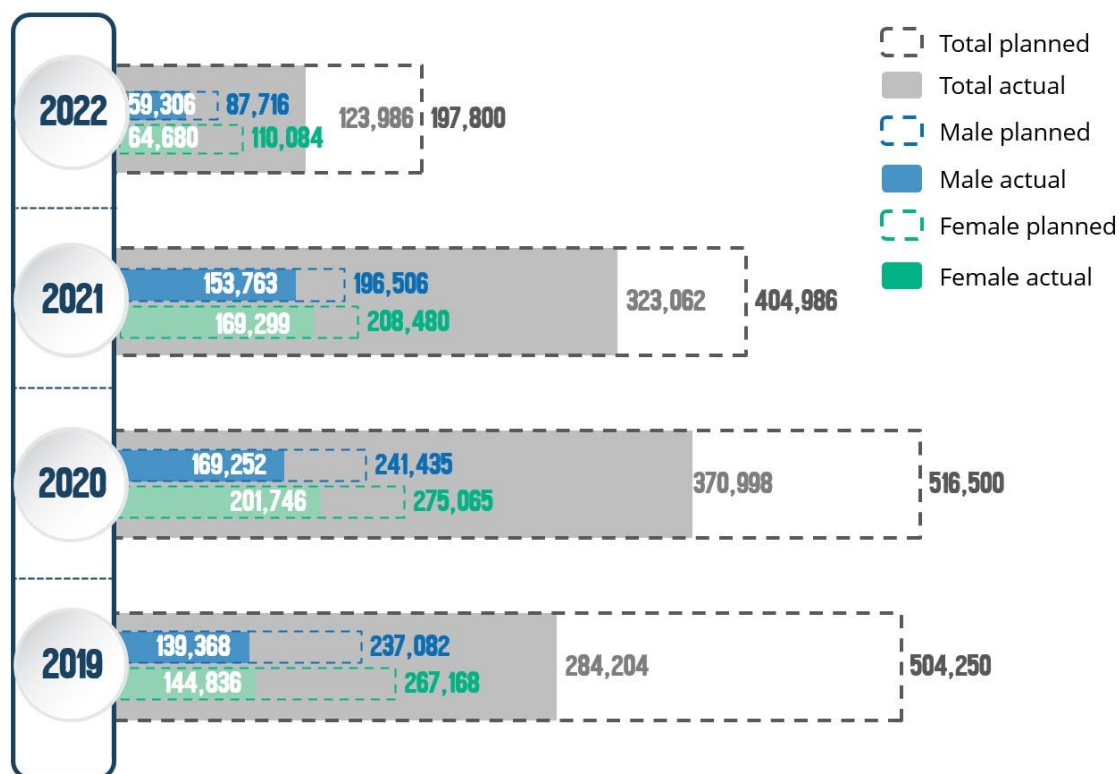 Total planned
Total actual
Male planned
Male actual
Female planned
Female actual
2022
59,306 87,716
64,680 110,084
123,986 197,800
2021
153,763 196,506
169,299 208,480
323,062 404,986
2020
169,252 241,435
201,746 275,065
370,998 516,500
2019
139,368 237,082
144,836 267,168
284,204 504,250